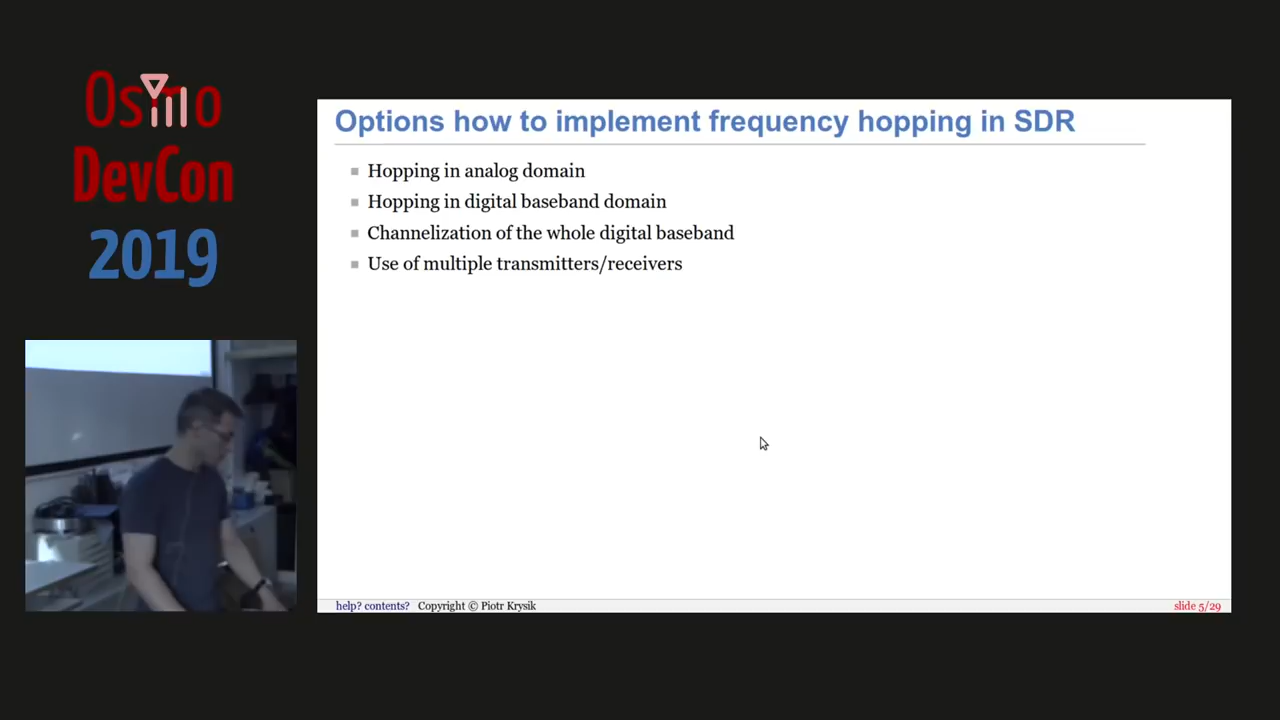 Osmo
DevCon
2019
Options how to implement frequency hopping in SDR
Hopping in analog domain
Hopping in digital baseband domain
Channelization of the whole digital baseband
Use of multiple transmitters/receivers
help? contents? Copyright © Piotr Krysik
slide 5/29